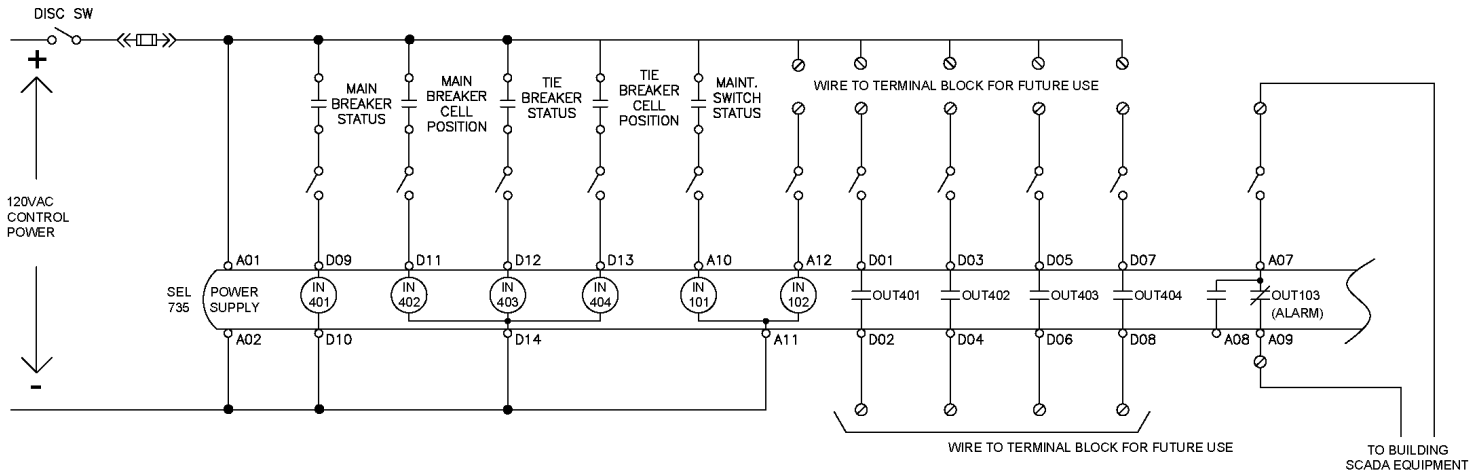 DISC SW
+
MAIN
BREAKER
STATUS
MAIN
BREAKER
CELL
POSITION
TIE
BREAKER
STATUS
TIE
BREAKER
CELL
POSITION
MAINT.
SWITCH
STATUS
WIRE TO TERMINAL BLOCK FOR FUTURE USE
120VAC
CONTROL
POWER
A01
D09
D11
D12
D13
A10
A12
D01
D03
D05
D07
A07
SEL
735
POWER
SUPPLY
IN
401
IN
402
IN
403
IN
404
IN
101
IN
102
OUT401
OUT402
OUT403
OUT404
OUT103
(ALARM)
A02
D10
D14
A11
D02
D04
D06
D08
A08
A09
-
WIRE TO TERMINAL BLOCK FOR FUTURE USE
TO BUILDING
SCADA EQUIPMENT